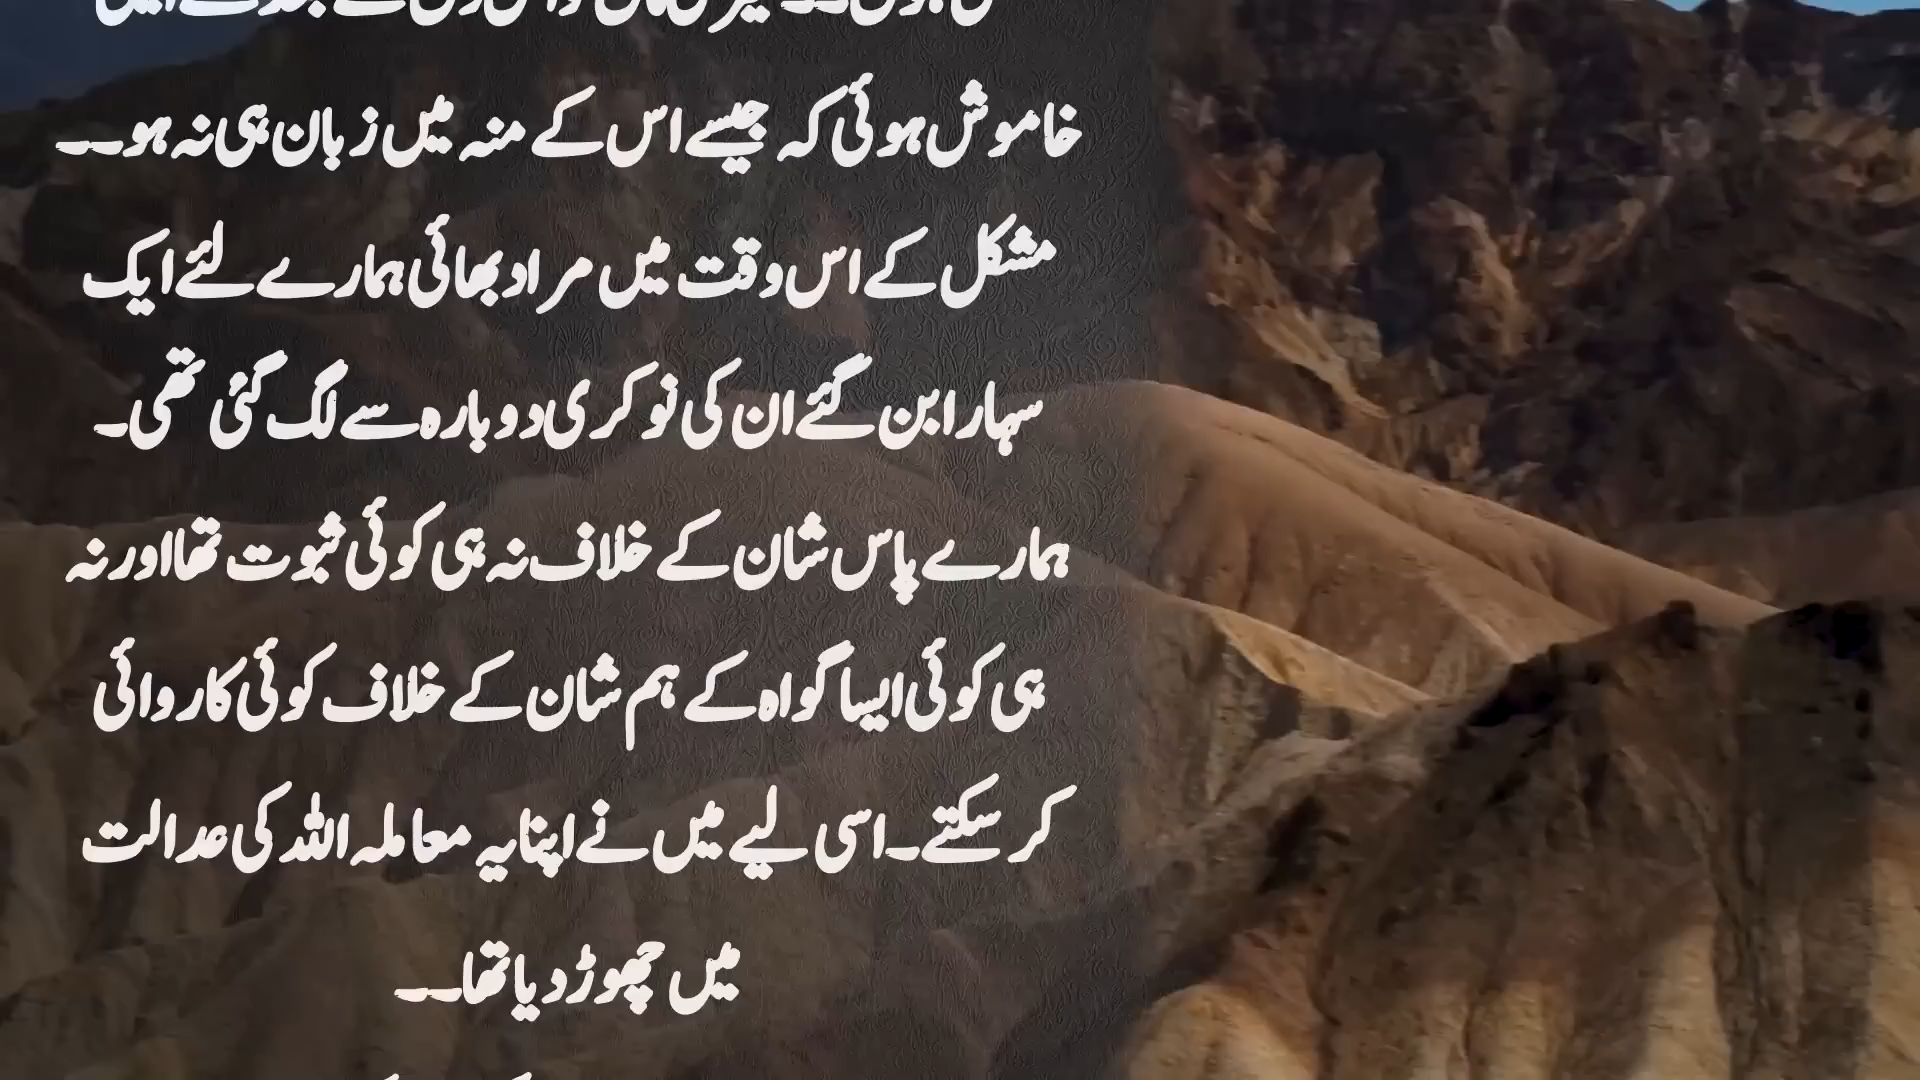 خاموش ہوئی کہ جیسے اس کے منہ میں زبان ہی نہ ہو۔۔
مشکل کے اس وقت میں مراد بھائی ہمارے لئے ایک
سہارا بن گئے ان کی نوکری دوبارہ سے لگ گئی تھی۔
ہمارے پاس شان کے خلاف نہ ہی کوئی ثبوت تھا اور نہ
ہی کوئی ایسا گواہ کے ہم شان کے خلاف کوئی کاروائی
کر سکتے۔ اسی لیے میں نے اپنا یہ معاملہ اللہ کی عدالت
میں چھوڑ دیا تھا۔۔